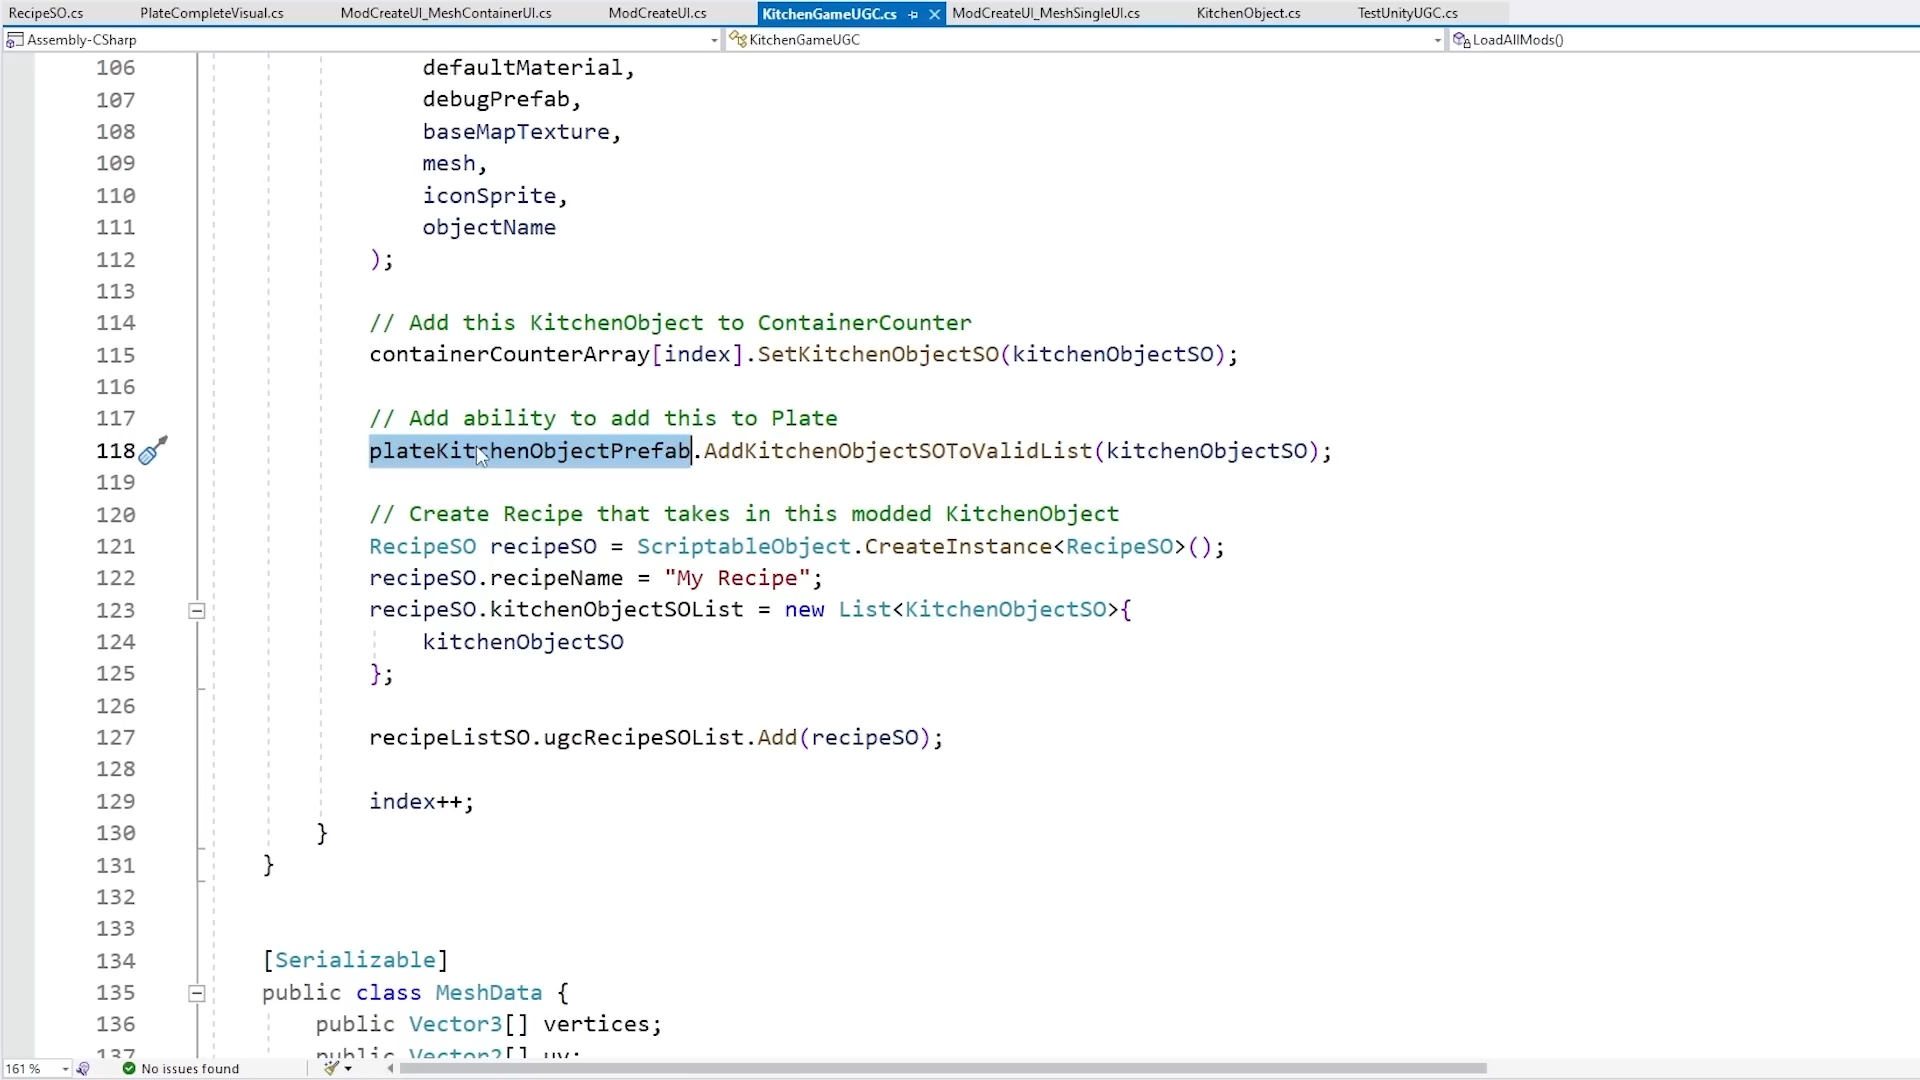 RecipeSO.cs PlateCompleteVisual.cs ModCreateUI_MeshContainerUI.cs ModCreateUI.cs KitchenGameUGC.cs ModCreateUI_MeshSingleUI.cs KitchenObject.cs TestUnityUGC.cs
Assembly-CSharp KitchenGameUGC LoadAllMods()
106 defaultMaterial,
107 debugPrefab,
108 baseMapTexture,
109 mesh,
110 iconSprite,
111 objectName
112 );
113
114 // Add this KitchenObject to ContainerCounter
115 containerCounterArray[index].SetKitchenObjectSO(kitchenObjectSO);
116
117 // Add ability to add this to Plate
118 plateKitchenObjectPrefab.AddKitchenObjectSOToValidList(kitchenObjectSO);
119
120 // Create Recipe that takes in this modded KitchenObject
121 RecipeSO recipeSO = ScriptableObject.CreateInstance<RecipeSO>();
122 recipeSO.recipeName = "My Recipe";
123 recipeSO.kitchenObjectSOList = new List<KitchenObjectSO>{
124 kitchenObjectSO
125 };
126
127 recipeListSO.ugcRecipeSOList.Add(recipeSO);
128
129 index++;
130 }
131 }
132
133
134 [Serializable]
135 public class MeshData {
136 public Vector3[] vertices;
137 public Vector2[] uv;
161 % No issues found